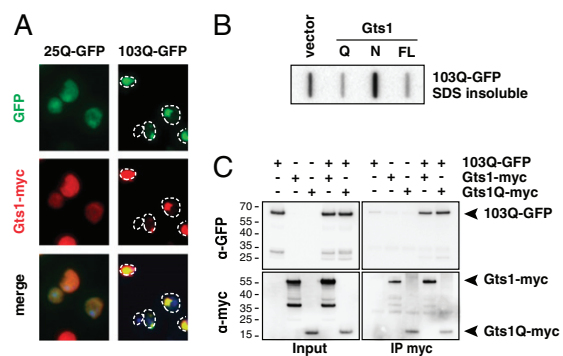 A
25Q-GFP 103Q-GFP
GFP
Gts1-myc
merge
B
vector
Gts1
Q N FL
103Q-GFP
SDS insoluble
C
+ + + + + + 103Q-GFP
+ + + + Gts1-myc
+ + + + Gts1Q-myc
α-GFP
70
55
40
35
25
103Q-GFP
α-myc
55
40
35
25
15
Gts1-myc
Gts1Q-myc
Input IP myc